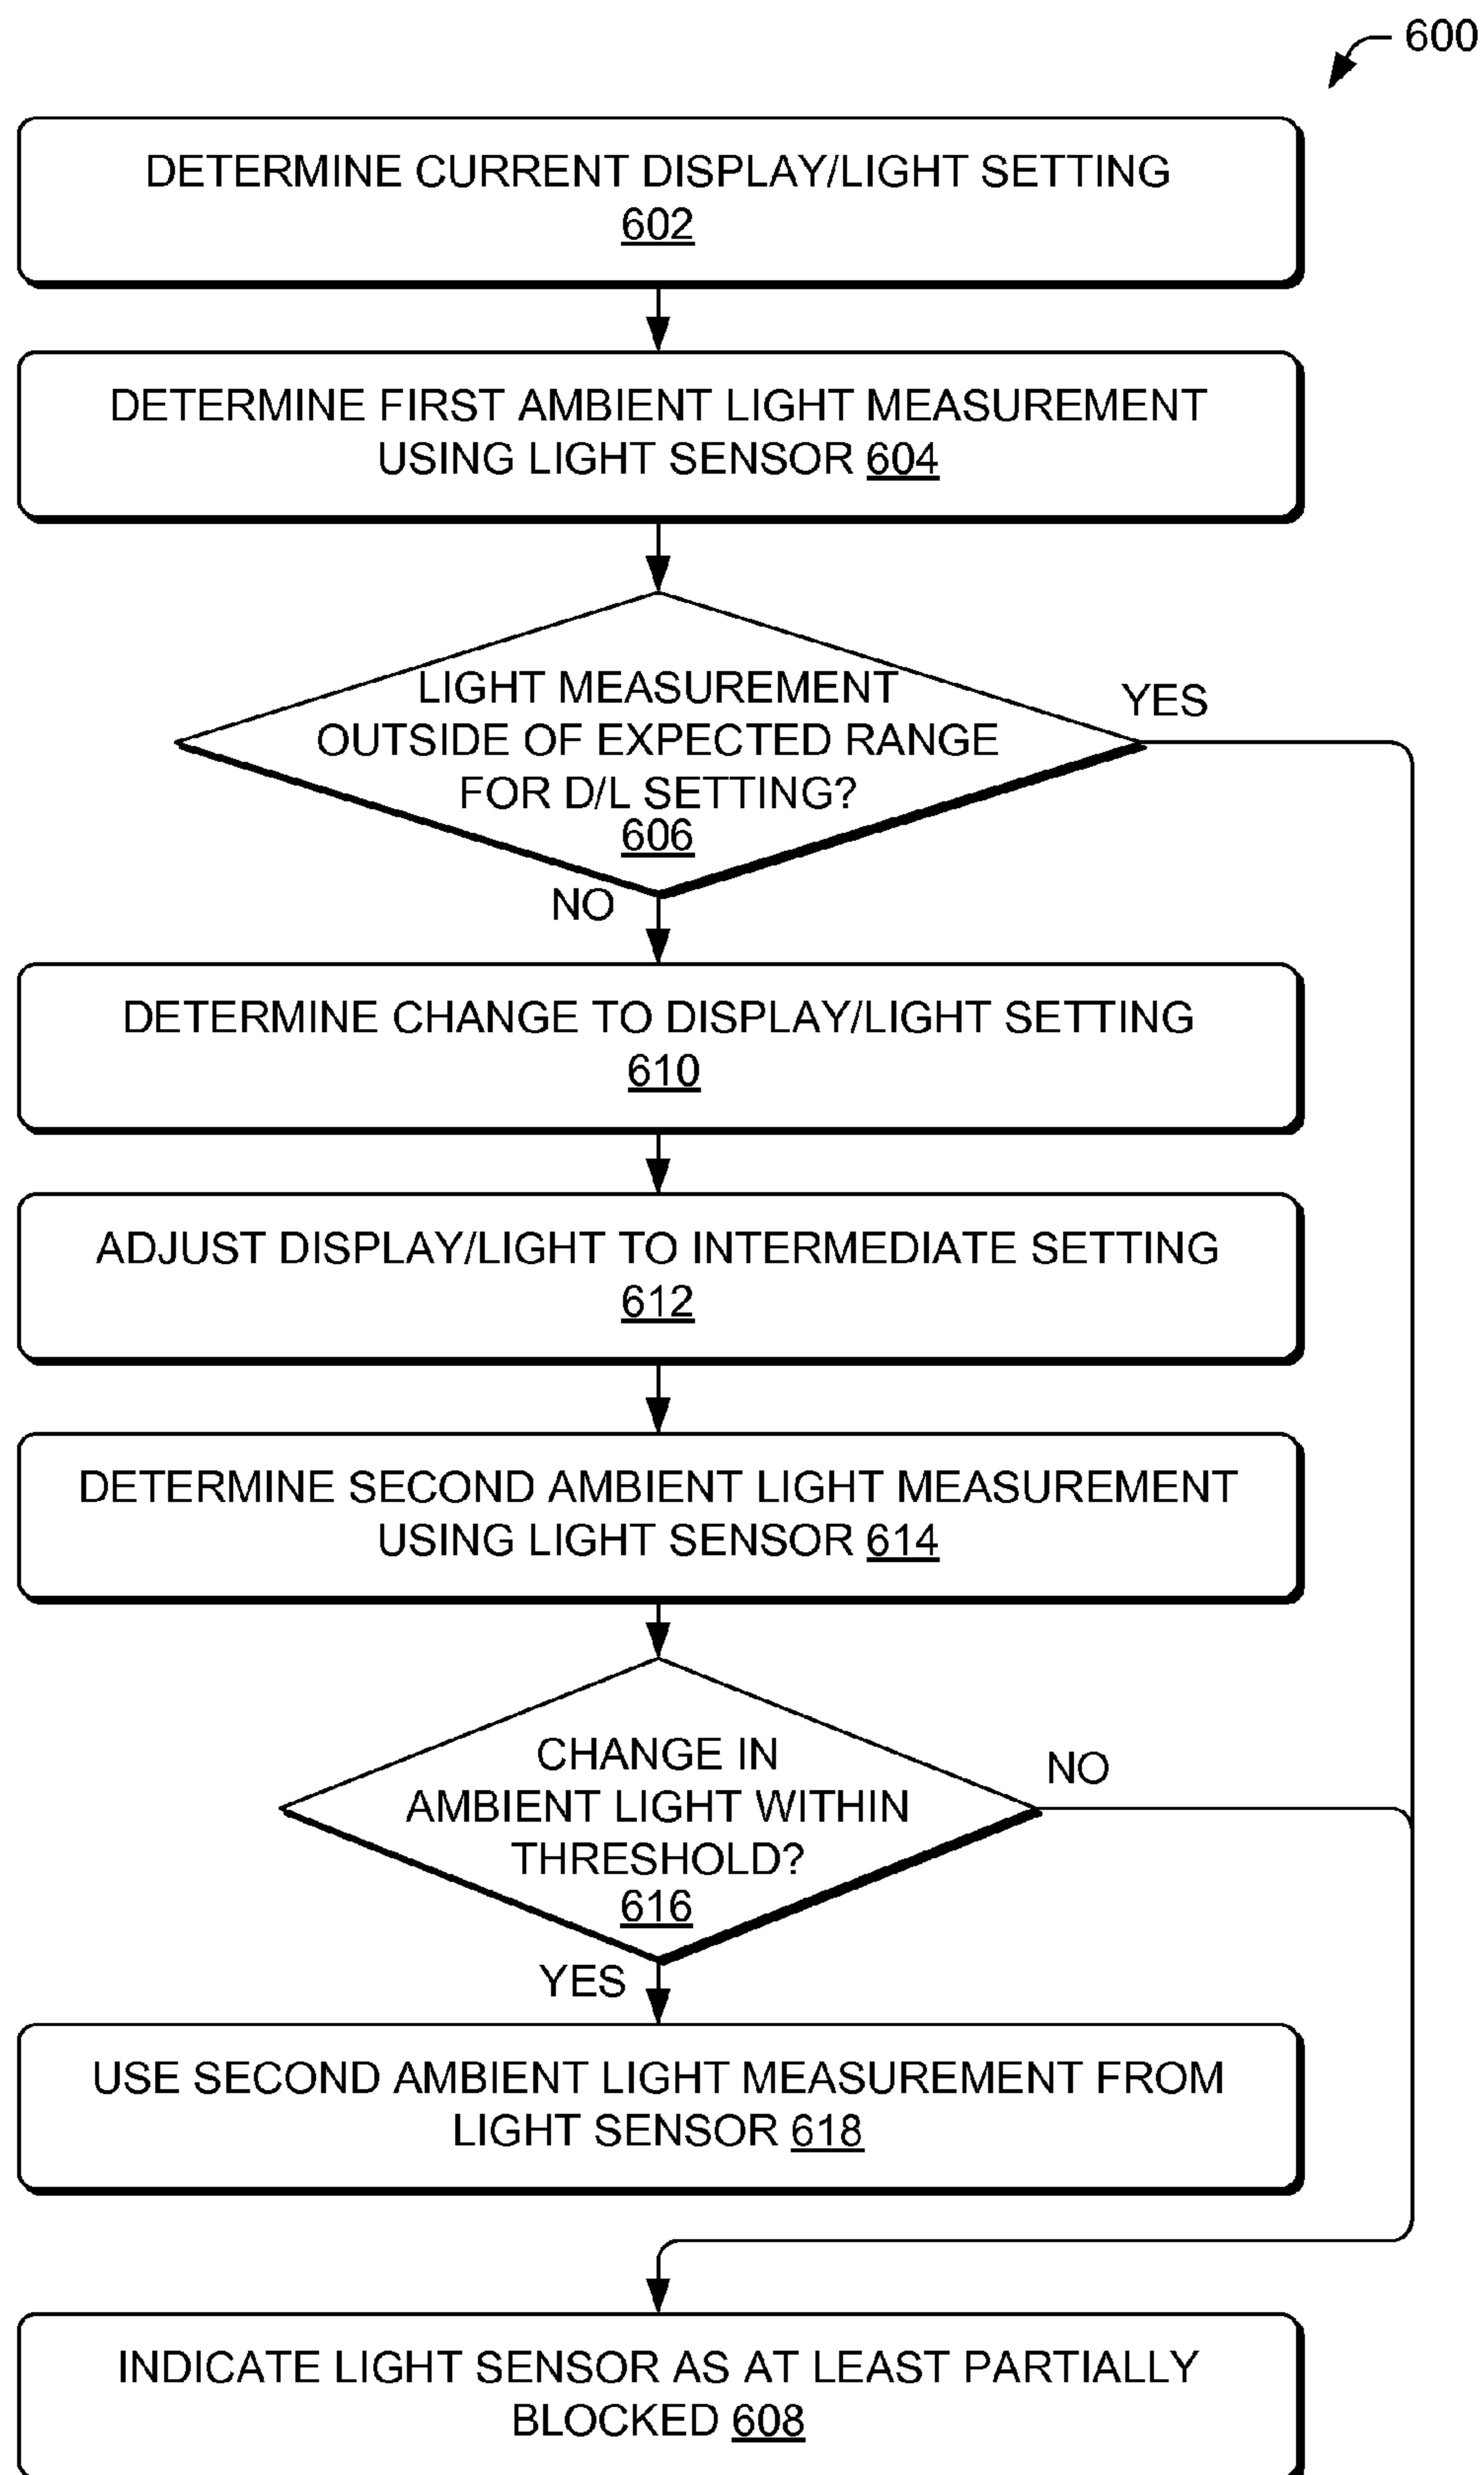 600
DETERMINE CURRENT DISPLAY/LIGHT SETTING
602
DETERMINE FIRST AMBIENT LIGHT MEASUREMENT
USING LIGHT SENSOR 604
LIGHT MEASUREMENT
OUTSIDE OF EXPECTED RANGE
FOR D/L SETTING?
606
YES
NO
DETERMINE CHANGE TO DISPLAY/LIGHT SETTING
610
ADJUST DISPLAY/LIGHT TO INTERMEDIATE SETTING
612
DETERMINE SECOND AMBIENT LIGHT MEASUREMENT
USING LIGHT SENSOR 614
CHANGE IN
AMBIENT LIGHT WITHIN
THRESHOLD?
616
NO
YES
USE SECOND AMBIENT LIGHT MEASUREMENT FROM
LIGHT SENSOR 618
INDICATE LIGHT SENSOR AS AT LEAST PARTIALLY
BLOCKED 608